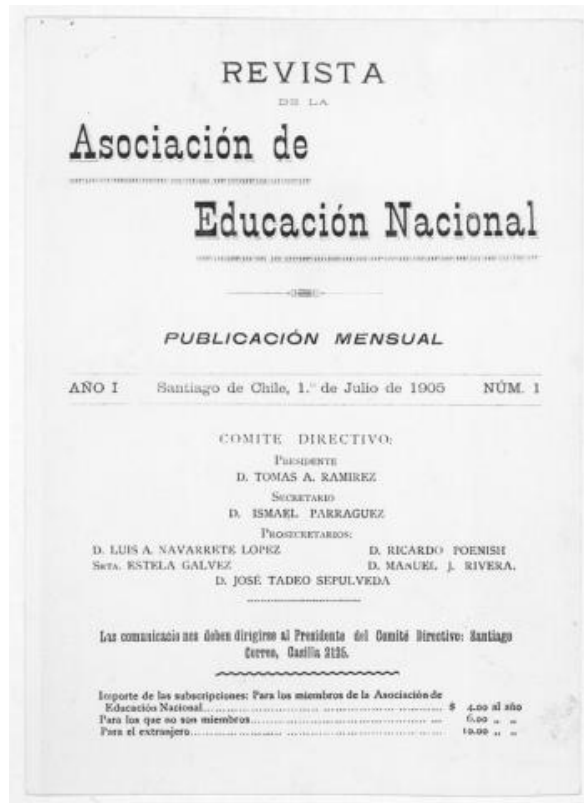 REVISTA
DE LA
Asociación de
Educación Nacional
PUBLICACIÓN MENSUAL
AÑO I Santiago de Chile, 1.º de Julio de 1905 NÚM. 1
COMITE DIRECTIVO:
PRESIDENTE
D. TOMAS A. RAMIREZ
SECRETARIO
D. ISMAEL PARRAGUEZ
PROSECRETARIOS:
D. LUIS A. NAVARRETE LOPEZ D. RICARDO POENISH
SRTA. ESTELA GALVEZ D. MANUEL J. RIVERA.
D. JOSÉ TADEO SEPULVEDA
Las comunicacio nes deben dirigirse al Presidente del Comité Directivo: Santiago
Correo, Casilla 2135.
Importe de las subscripciones: Para los miembros de la Asociación de
Educación Nacional........ $ 4.00 al año
Para los que no son miembros........ 6.00 „ „
Para el extranjero........ 10.00 „ „